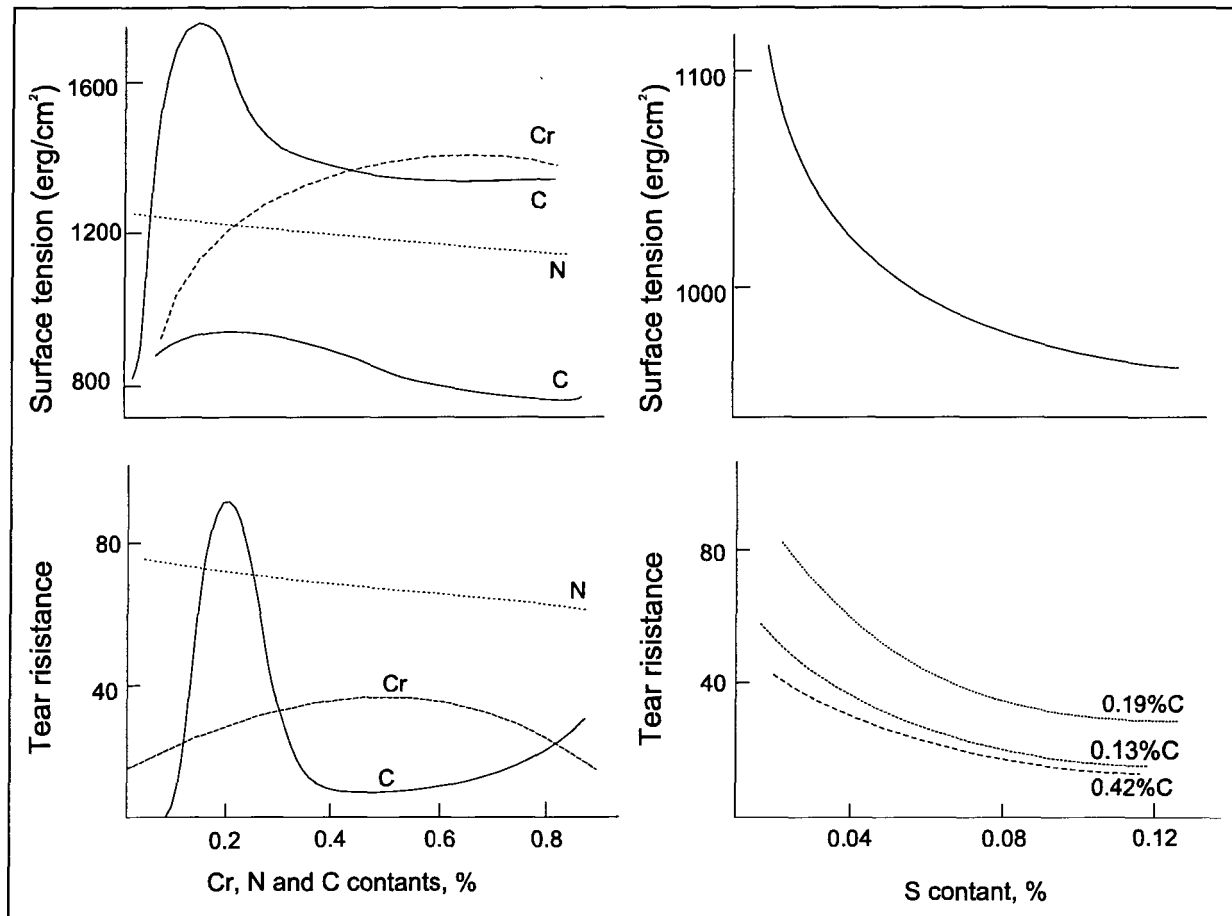 Surface tension (erg/cm²)
1600
1200
800
Cr
C
N
C
Surface tension (erg/cm²)
1100
1000
Tear risistance
80
40
N
Cr
C
0.2
0.4
0.6
0.8
Cr, N and C contants, %
Tear risistance
80
40
0.19%C
0.13%C
0.42%C
0.04
0.08
0.12
S contant, %